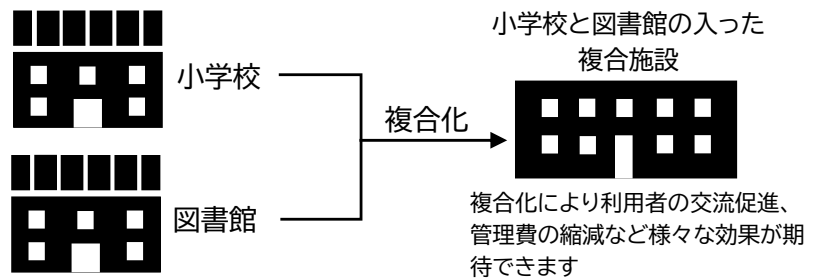 小学校
図書館
複合化
小学校と図書館の入った
複合施設
複合化により利用者の交流促進、
管理費の縮減など様々な効果が期
待できます